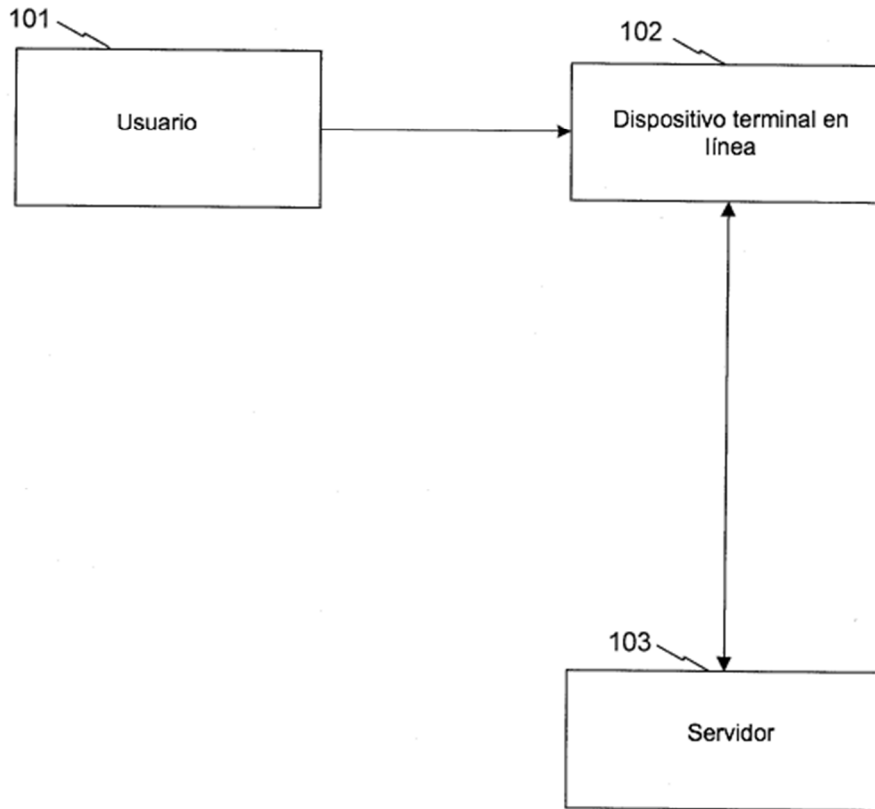 101
102
Usuario
Dispositivo terminal en
línea
103
Servidor